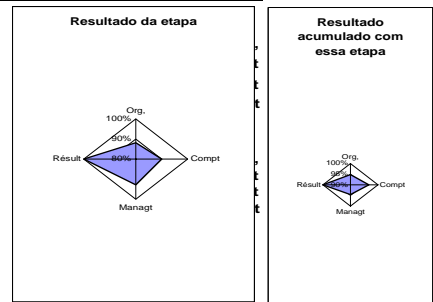 Resultado da etapa
Org,
100%
90%
80%
Résult
Compt
Managt
Resultado
acumulado com
essa etapa
Org,
100%
95%
90%
Résult
Compt
Managt